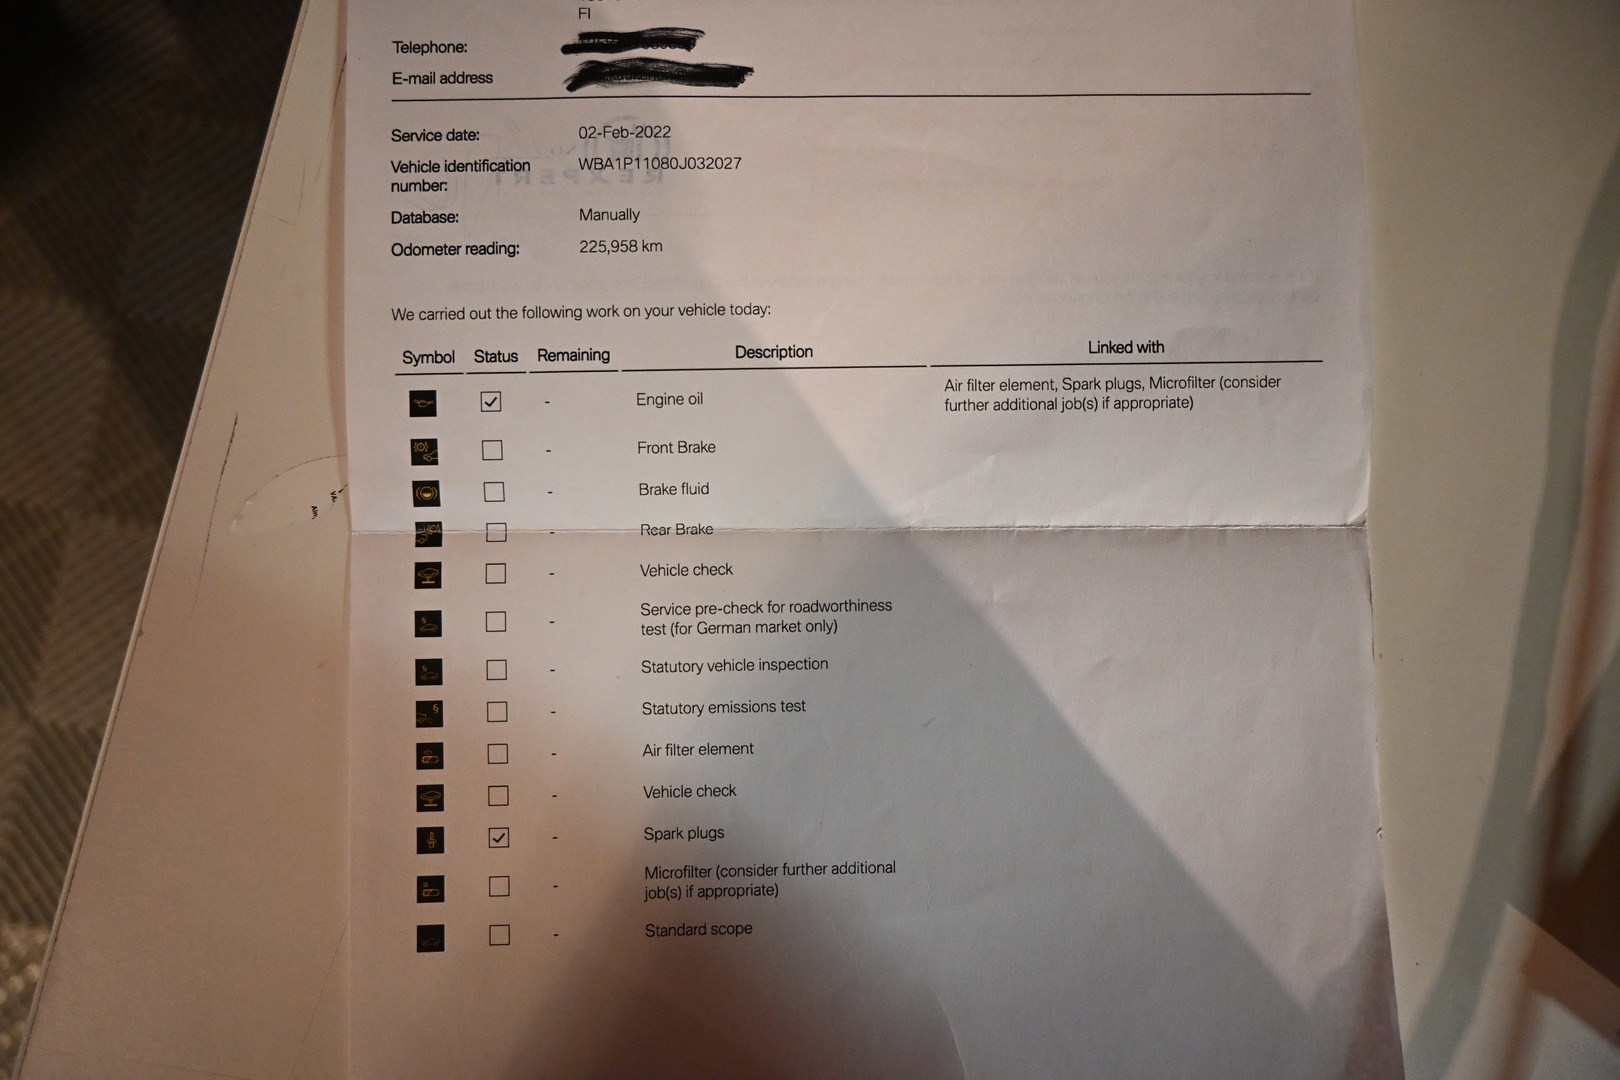 FI
Telephone:
E-mail address
Service date: 02-Feb-2022
Vehicle identification number: WBA1P11080J032027
Database: Manually
Odometer reading: 225,958 km
We carried out the following work on your vehicle today:
Symbol Status Remaining Description Linked with
- Engine oil Air filter element, Spark plugs, Microfilter (consider
further additional job(s) if appropriate)
- Front Brake
- Brake fluid
- Rear Brake
- Vehicle check
- Service pre-check for roadworthiness
test (for German market only)
- Statutory vehicle inspection
- Statutory emissions test
- Air filter element
- Vehicle check
- Spark plugs
- Microfilter (consider further additional
job(s) if appropriate)
- Standard scope